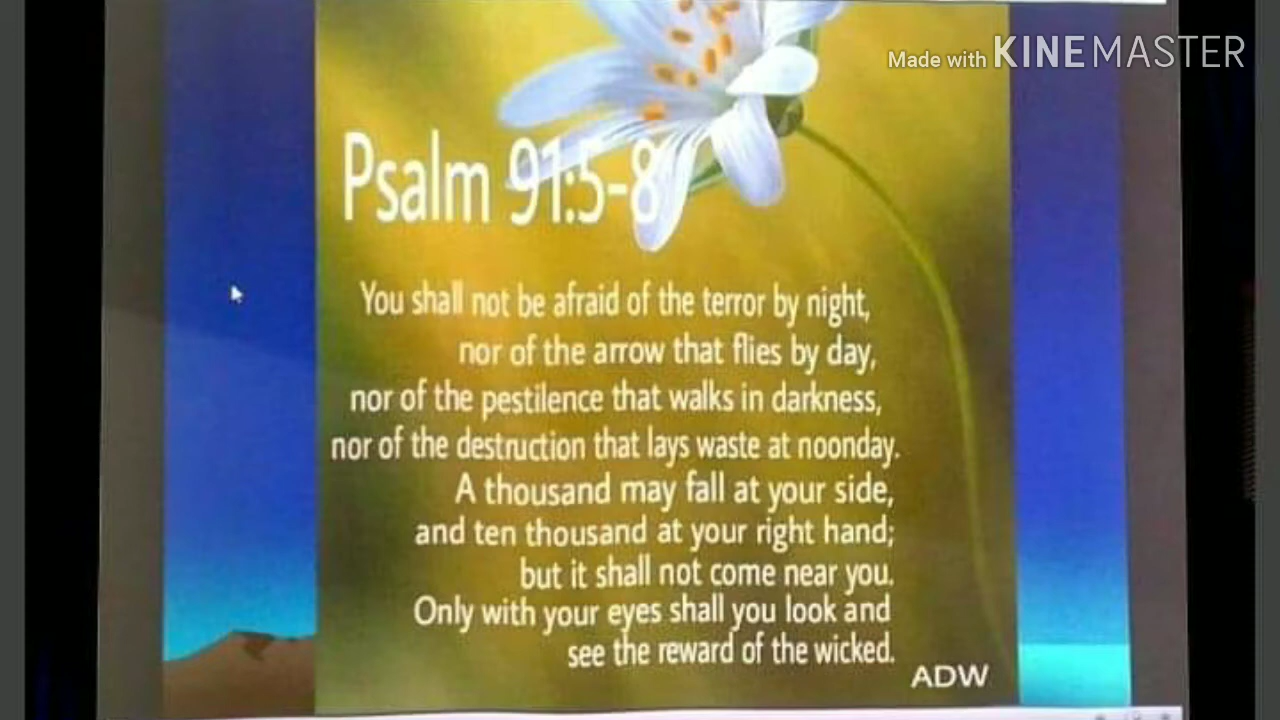 Made with KINEMASTER
Psalm 91:5-8
You shall not be afraid of the terror by night,
nor of the arrow that flies by day,
nor of the pestilence that walks in darkness,
nor of the destruction that lays waste at noonday.
A thousand may fall at your side,
and ten thousand at your right hand;
but it shall not come near you.
Only with your eyes shall you look and
see the reward of the wicked.
ADW